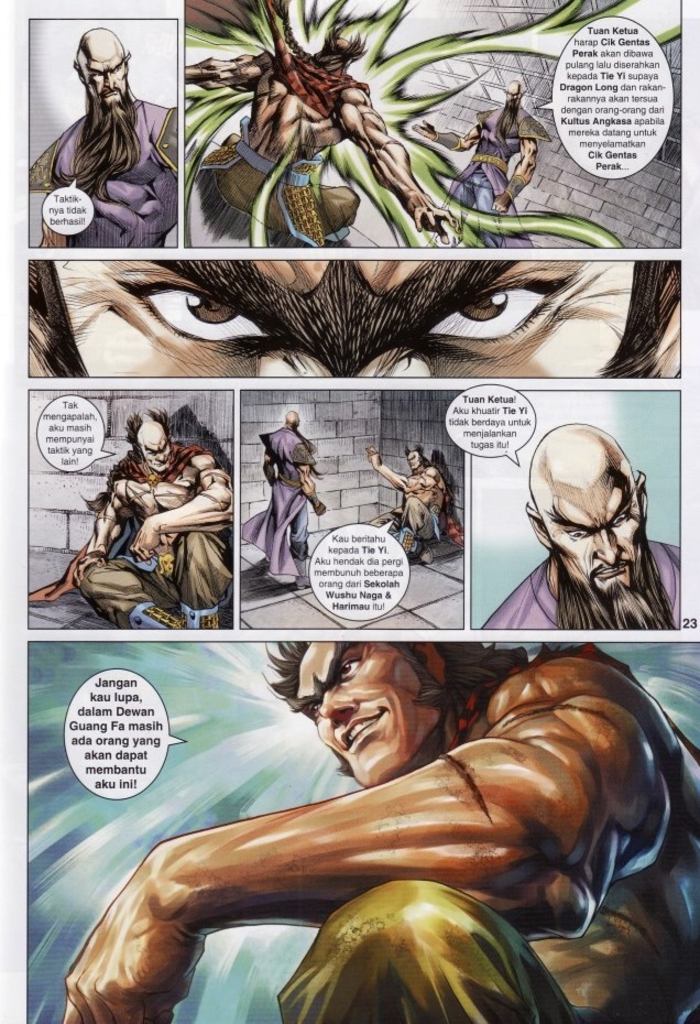 Taktik-
nya tidak
berhasil!
Tuan Ketua
harap Cik Gentas
Perak akan dibawa
pulang lalu diserahkan
kepada Tie Yi supaya
Dragon Long dan rakan-
rakannya akan tersua
dengan orang-orang dari
Kultus Angkasa apabila
mereka datang untuk
menyelamatkan
Cik Gentas
Perak...
Tak
mengapalah,
aku masih
mempunyai
taktik yang
lain!
Kau beritahu
kepada Tie Yi.
Aku hendak dia pergi
membunuh beberapa
orang dari Sekolah
Wushu Naga &
Harimau itu!
Tuan Ketua!
Aku khuatir Tie Yi
tidak berdaya untuk
menjalankan
tugas itu!
23
Jangan
kau lupa,
dalam Dewan
Guang Fa masih
ada orang yang
akan dapat
membantu
aku ini!